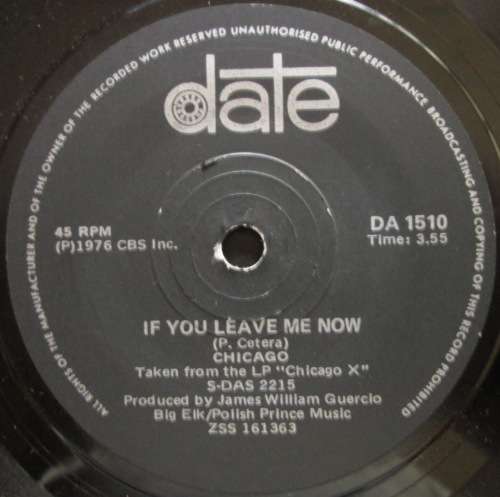 ALL RIGHTS OF THE MANUFACTURER AND OF THE OWNER OF THE RECORDED WORK RESERVED UNAUTHORISED PUBLIC PERFORMANCE BROADCASTING AND COPYING OF THIS RECORD PROHIBITED
date
45 RPM
(P)1976 CBS Inc.
DA 1510
Time: 3.55
IF YOU LEAVE ME NOW
(P. Cetera)
CHICAGO
Taken from the LP "Chicago X"
S-DAS 2215
Produced by James William Guercio
Big Elk/Polish Prince Music
ZSS 161363